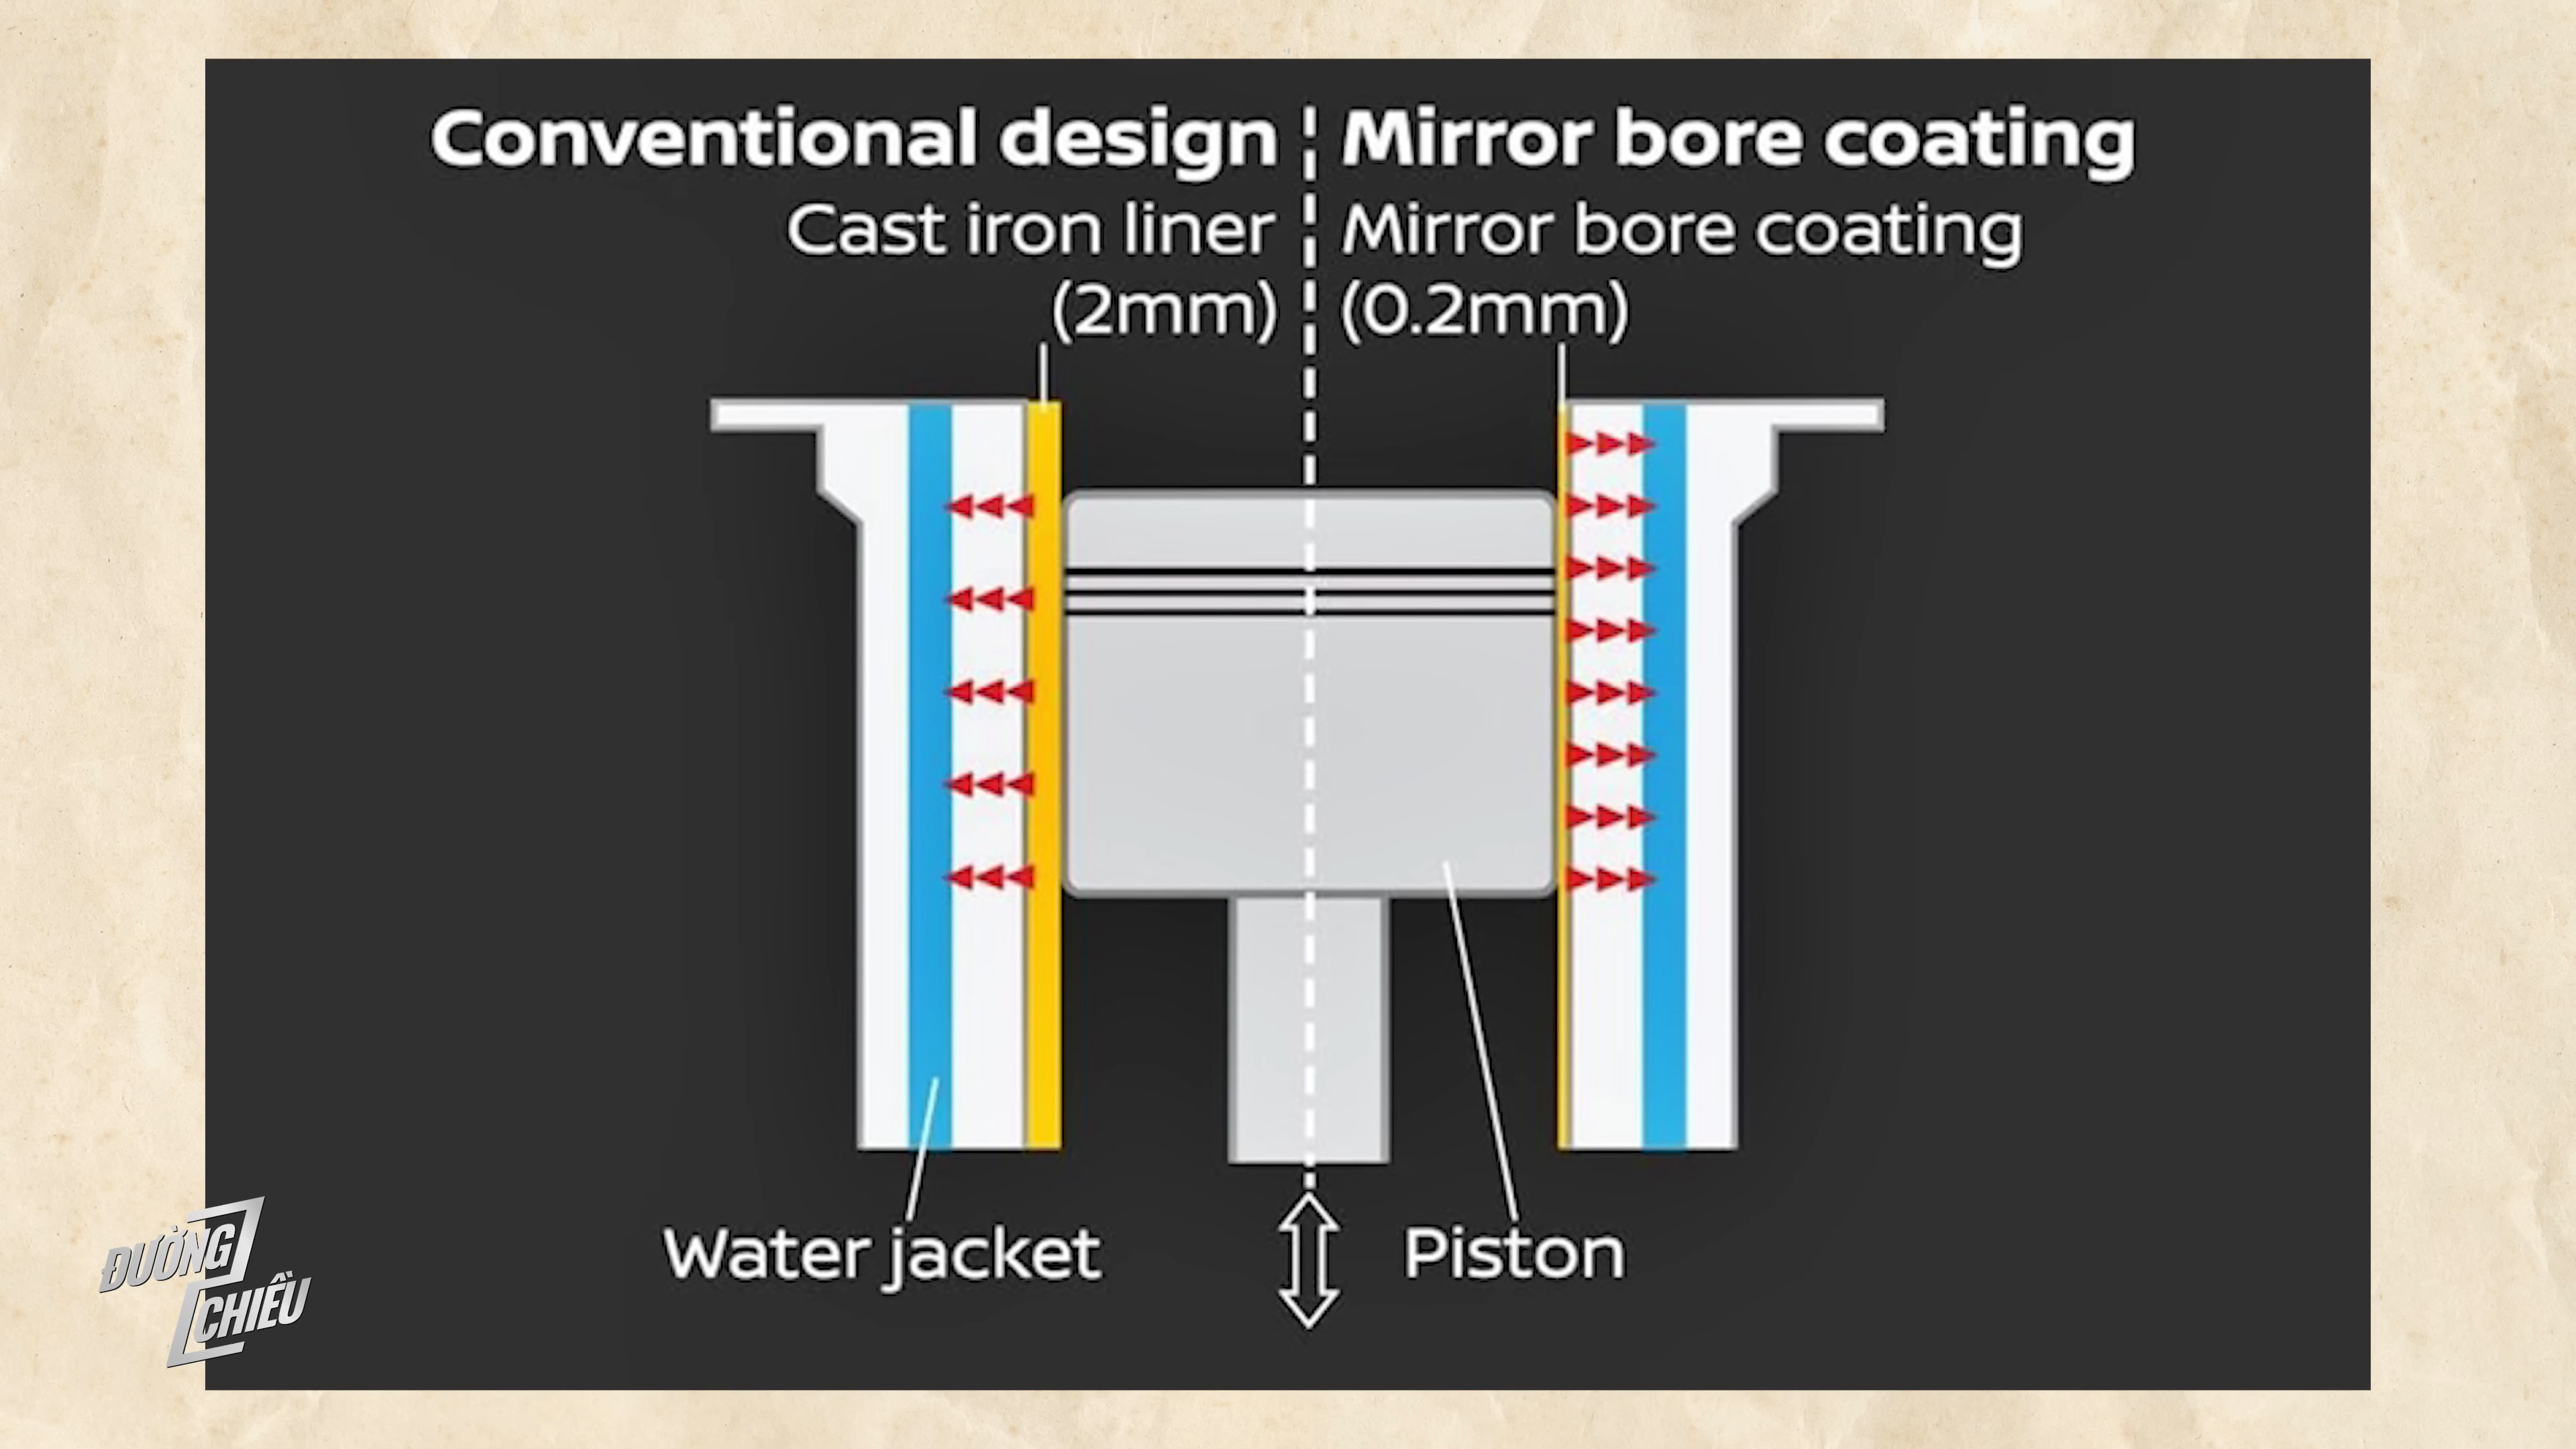 Conventional design
Cast iron liner
(2mm)
Mirror bore coating
Mirror bore coating
(0.2mm)
Water jacket
Piston
ĐƯỜNG
CHIỀU